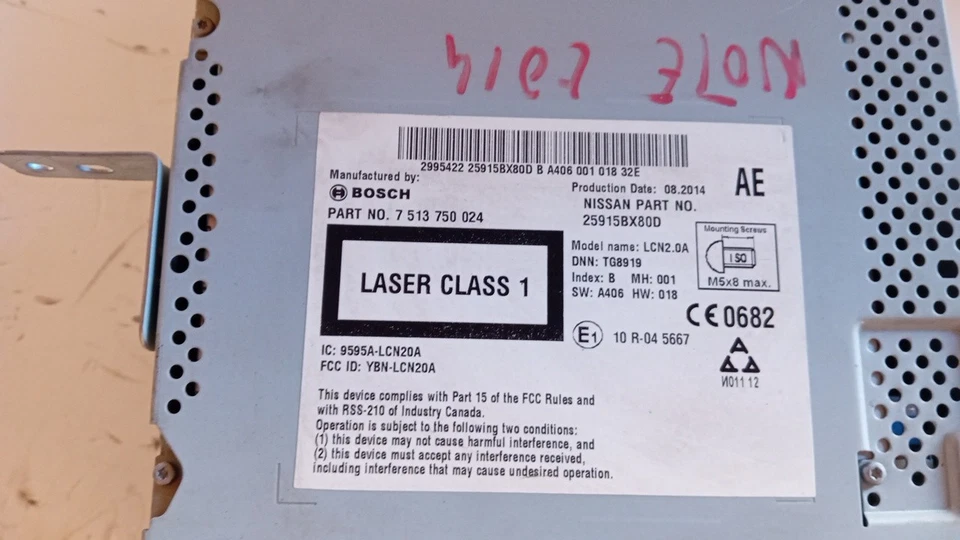 NOTE
2995422 25915BX80D B A406 001 018 32E
Manufactured by:
BOSCH
PART NO. 7 513 750 024
Production Date: 08.2014
NISSAN PART NO.
25915BX80D
AE
LASER CLASS 1
Model name: LCN2.0A
DNN: TG8919
Index: B MH: 001
SW: A406 HW: 018
Mounting Screws
ISO
M5x8 max.
CE 0682
E1 10 R-04 5667
И011 12
IC: 9595A-LCN20A
FCC ID: YBN-LCN20A
This device complies with Part 15 of the FCC Rules and
with RSS-210 of Industry Canada.
Operation is subject to the following two conditions:
(1) this device may not cause harmful interference, and
(2) this device must accept any interference received,
including interference that may cause undesired operation.